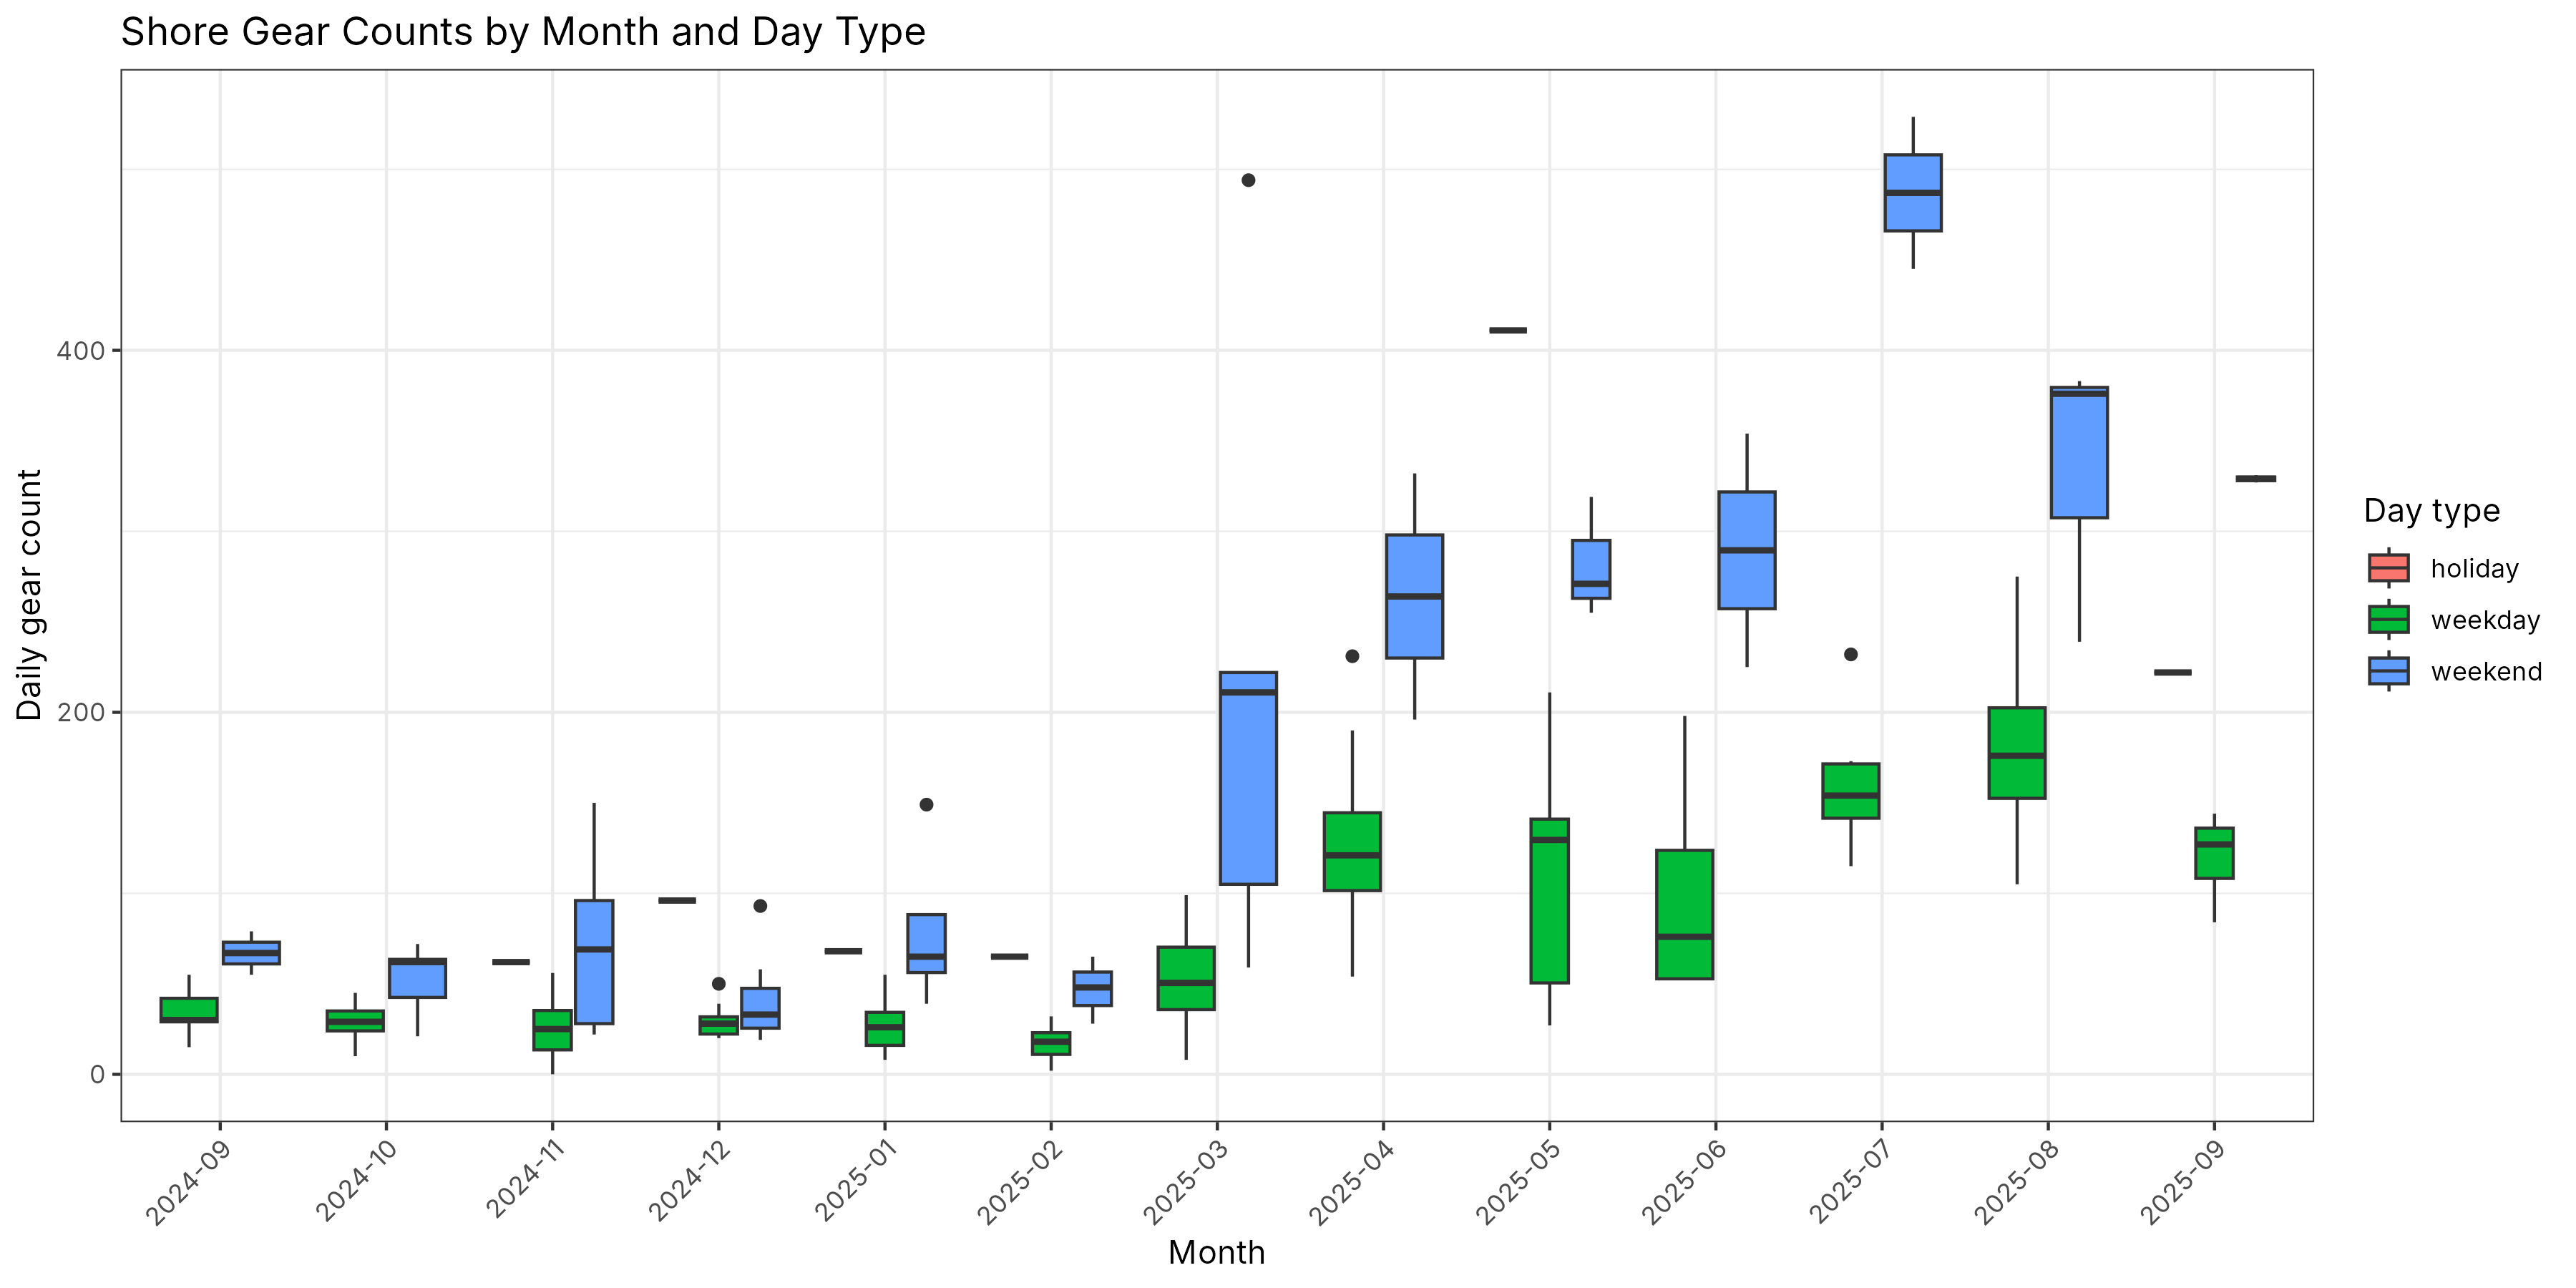 Shore Gear Counts by Month and Day Type
Daily gear count
400
200
0
2024-09
2024-10
2024-11
2024-12
2025-01
2025-02
2025-03
2025-04
2025-05
2025-06
2025-07
2025-08
2025-09
Month
Day type
holiday
weekday
weekend